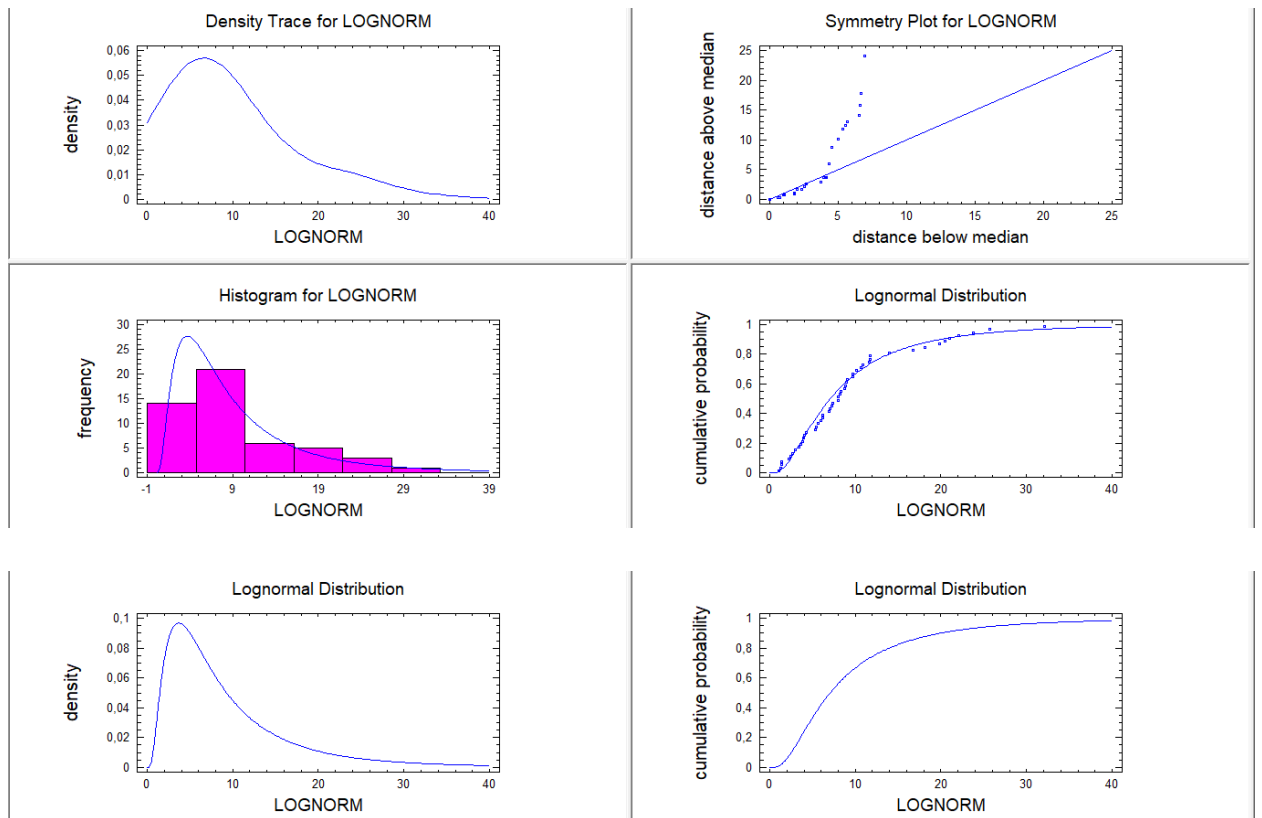 Density Trace for LOGNORM
0,06
0,05
0,04
0,03
0,02
0,01
0
density
0 10 20 30 40
LOGNORM
Symmetry Plot for LOGNORM
25
20
15
10
5
0
distance above median
0 5 10 15 20 25
distance below median
Histogram for LOGNORM
30
25
20
15
10
5
0
frequency
-1 9 19 29 39
LOGNORM
Lognormal Distribution
1
0,8
0,6
0,4
0,2
0
cumulative probability
0 10 20 30 40
LOGNORM
Lognormal Distribution
0,1
0,08
0,06
0,04
0,02
0
density
0 10 20 30 40
LOGNORM
Lognormal Distribution
1
0,8
0,6
0,4
0,2
0
cumulative probability
0 10 20 30 40
LOGNORM